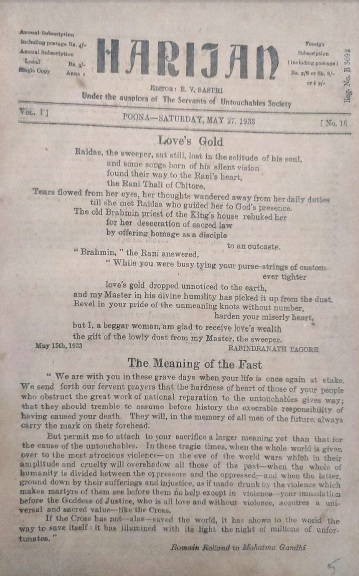 Annual Subscription
Including postage Rs. 4/-
Annual Subscription
Local Rs. 3/-
Single Copy Anna 1
HARIJAN
Foreign
Subscription
(including postage)
Reg. No. B 3092
EDITOR: R. V. SASTRI
Under the auspices of The Servants of Untouchables Society
VOL. I ]
POONA—SATURDAY, MAY 27, 1933
[ No. 16
Love's Gold
Raidas, the sweeper, sat still, lost in the solitude of his soul,
and some songs born of his silent vision
found their way to the Rani's heart,
the Rani Jhali of Chitore.
Tears flowed from her eyes, her thoughts wandered away from her daily duties
till she met Raidas who guided her to God's presence.
The old Brahmin priest of the King's house rebuked her
for her desecration of sacred law
by offering homage as a disciple
to an outcaste.
" Brahmin, " the Rani answered,
" While you were busy tying your purse-strings of custom
ever tighter
love's gold dropped unnoticed to the earth,
and my Master in his divine humility has picked it up from the dust.
Revel in your pride of the unmeaning knots without number,
harden your miserly heart,
but I, a beggar woman, am glad to receive love's wealth
the gift of the lowly dust from my Master, the sweeper.
May 15th, 1933
RABINDRANATH TAGORE
The Meaning of the Fast
" We are with you in these grave days when your life is once again at stake.
We send forth our fervent prayers that the hardness of heart of those of your people
who obstruct the great work of national reparation to the untouchables gives way;
that they should tremble to assume before history the execrable responsibility of
having caused your death. They will, in the memory of all men of the future, always
carry the mark on their forehead.
But permit me to attach to your sacrifice a larger meaning yet than that for
the cause of the untouchables. In these tragic times, when the whole world is given
over to the most atrocious violence—on the eve of the world wars which in their
amplitude and cruelty will overshadow all those of the past—when the whole of
humanity is divided between the oppressors and the oppressed—and when the latter,
ground down by their sufferings and injustice, as if made drunk by the violence which
makes martyrs of them see before them no help except in violence—your immolation
before the Goddess of Justice, who is all love and without violence, acquires a uni-
versal and sacred value—like the Cross.
If the Cross has not—alas—saved the world, it has shown to the world the
way to save itself: it has illumined with its light the night of millions of unfor-
tunates. "
Romain Rolland to Mahatma Gandhi
5